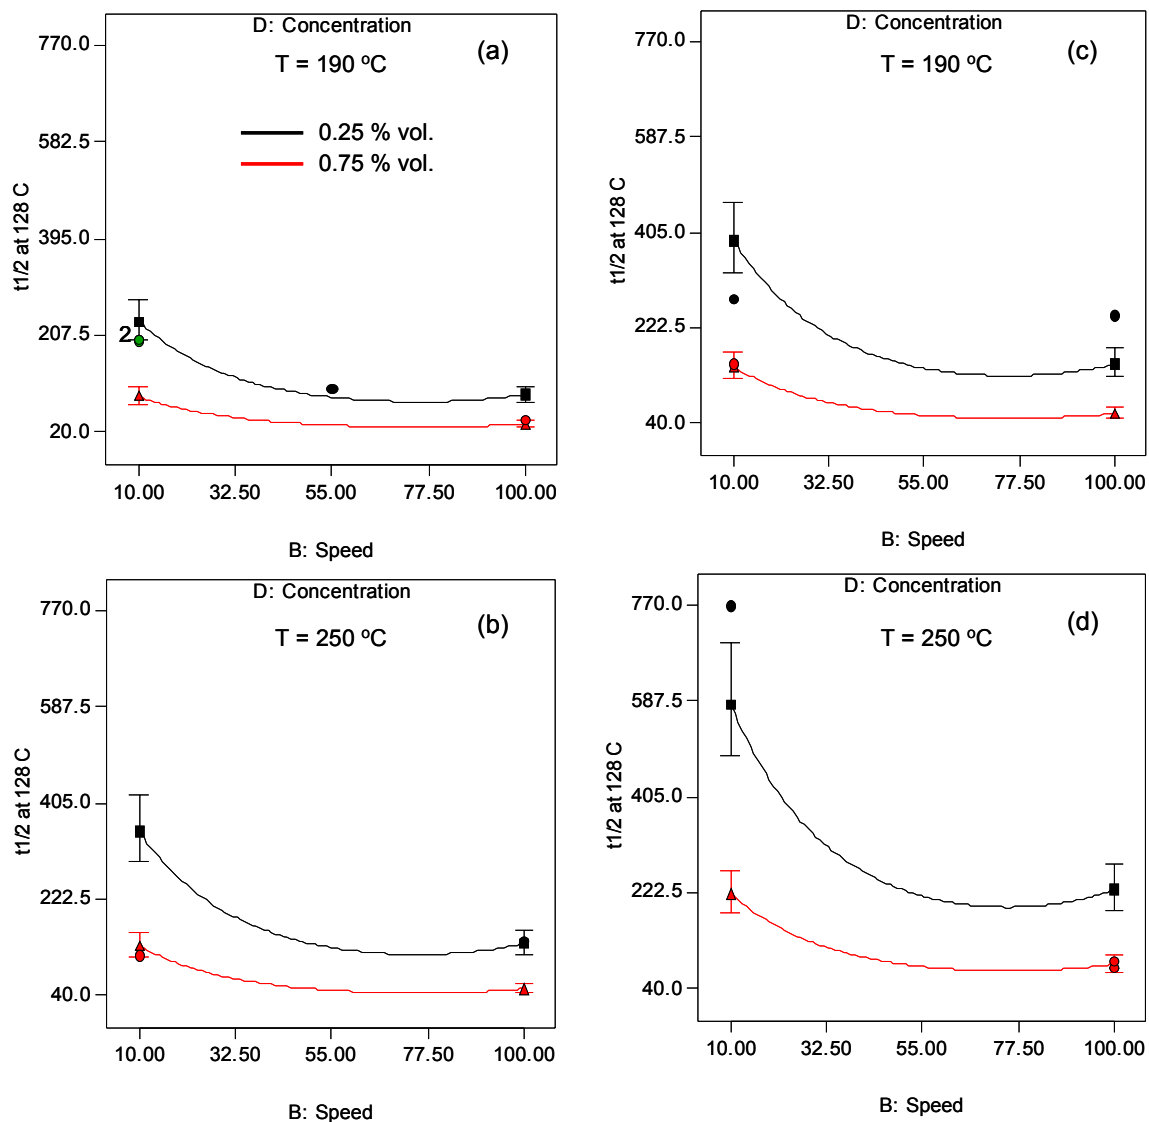 D: Concentration
(a)
T = 190 ºC
0.25 % vol.
0.75 % vol.
770.0
582.5
395.0
207.5
20.0
2
t1/2 at 128 C
10.00 32.50 55.00 77.50 100.00
B: Speed
D: Concentration
(c)
T = 190 ºC
770.0
587.5
405.0
222.5
40.0
t1/2 at 128 C
10.00 32.50 55.00 77.50 100.00
B: Speed
D: Concentration
(b)
T = 250 ºC
770.0
587.5
405.0
222.5
40.0
t1/2 at 128 C
10.00 32.50 55.00 77.50 100.00
B: Speed
D: Concentration
(d)
T = 250 ºC
770.0
587.5
405.0
222.5
40.0
t1/2 at 128 C
10.00 32.50 55.00 77.50 100.00
B: Speed